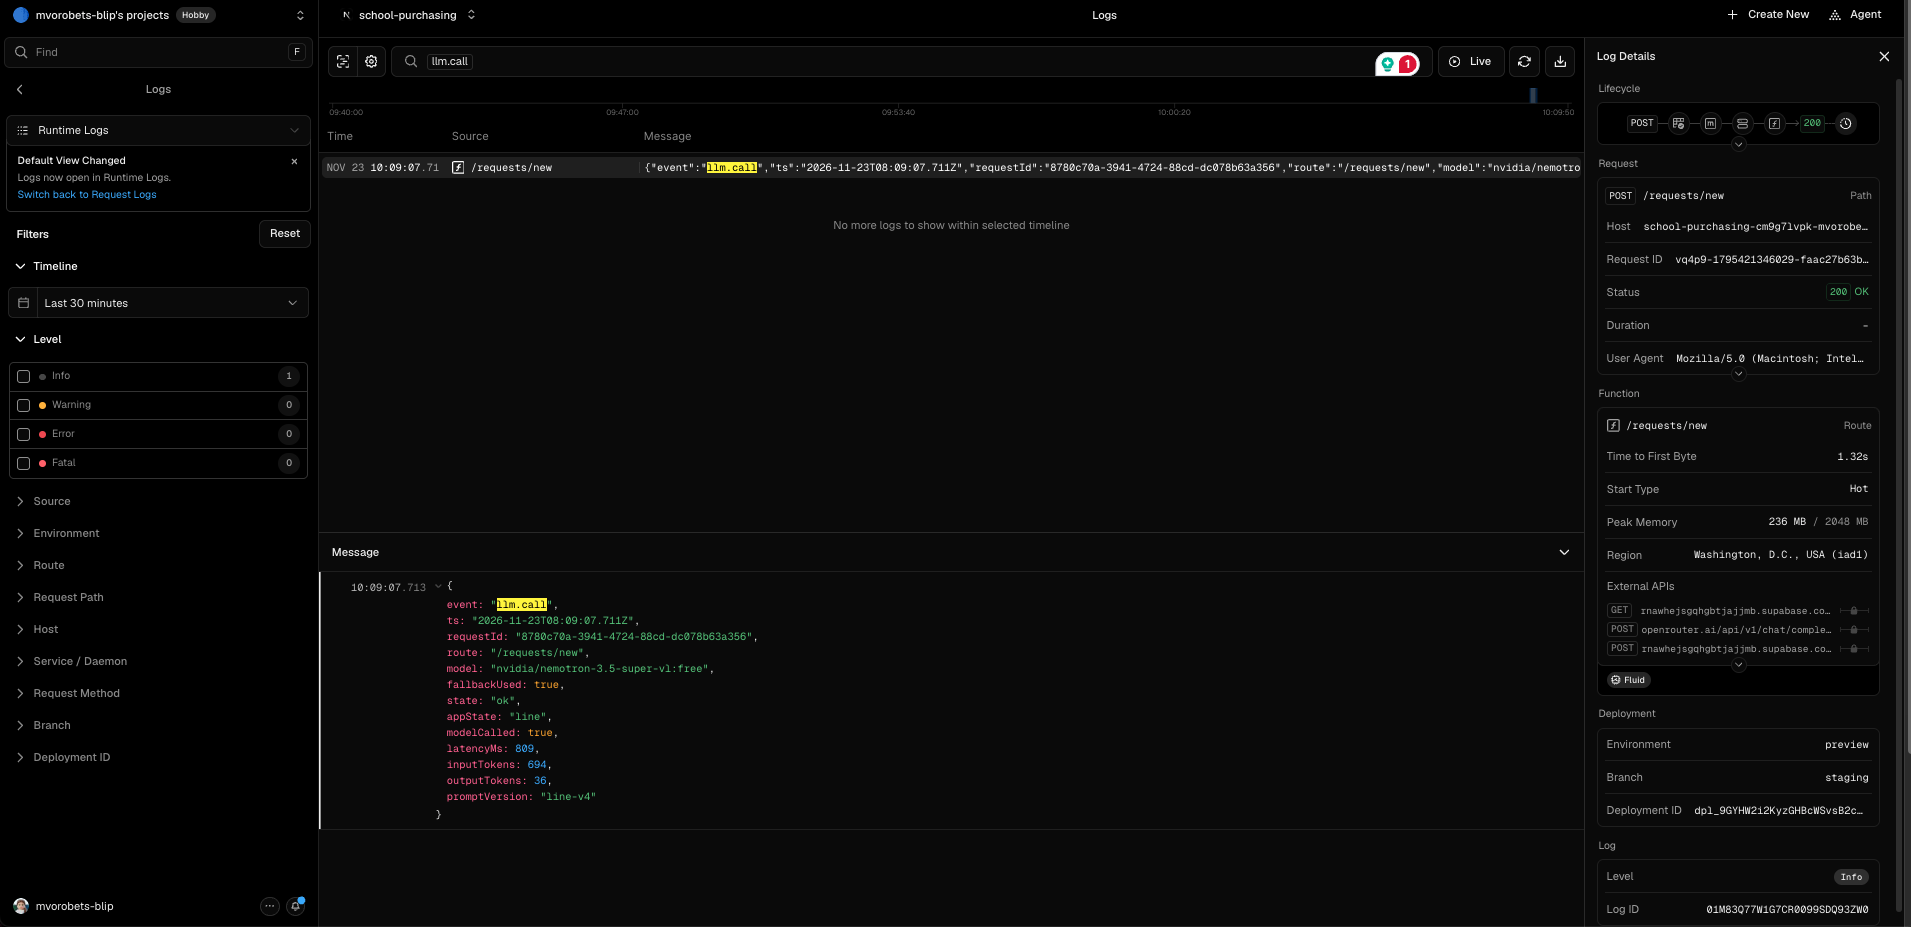 mvorobets-blip's projects Hobby
school-purchasing
Logs
Create New
Agent
Find F
Logs
Runtime Logs
Default View Changed
Logs now open in Runtime Logs.
Switch back to Request Logs
Filters Reset
Timeline
Last 30 minutes
Level
Info 1
Warning 0
Error 0
Fatal 0
Source
Environment
Route
Request Path
Host
Service / Daemon
Request Method
Branch
Deployment ID
mvorobets-blip
llm.call
1
Live
09:40:00 09:47:00 09:53:40 10:00:20 10:09:50
Time Source Message
NOV 23 10:09:07.71 /requests/new {"event":"llm.call","ts":"2026-11-23T08:09:07.711Z","requestId":"8780c70a-3941-4724-88cd-dc078b63a356","route":"/requests/new","model":"nvidia/nemotro
No more logs to show within selected timeline
Message
10:09:07.713 {
event: "llm.call",
ts: "2026-11-23T08:09:07.711Z",
requestId: "8780c70a-3941-4724-88cd-dc078b63a356",
route: "/requests/new",
model: "nvidia/nemotron-3.5-super-vl:free",
fallbackUsed: true,
state: "ok",
appState: "line",
modelCalled: true,
latencyMs: 809,
inputTokens: 694,
outputTokens: 36,
promptVersion: "line-v4"
}
Log Details
Lifecycle
POST 200
Request
POST /requests/new Path
Host school-purchasing-cm9g7lvpk-mvorobe…
Request ID vq4p9-1795421346029-faac27b63b…
Status 200 OK
Duration –
User Agent Mozilla/5.0 (Macintosh; Intel…
Function
/requests/new Route
Time to First Byte 1.32s
Start Type Hot
Peak Memory 236 MB / 2048 MB
Region Washington, D.C., USA (iad1)
External APIs
GET rnawhejsgqhgbtjajjmb.supabase.co…
POST openrouter.ai/api/v1/chat/comple…
POST rnawhejsgqhgbtjajjmb.supabase.co…
Fluid
Deployment
Environment preview
Branch staging
Deployment ID dpl_9GYHW2i2KyzGHBcWSvsB2c…
Log
Level Info
Log ID 01M83Q77W1G7CR0099SDQ93ZW0